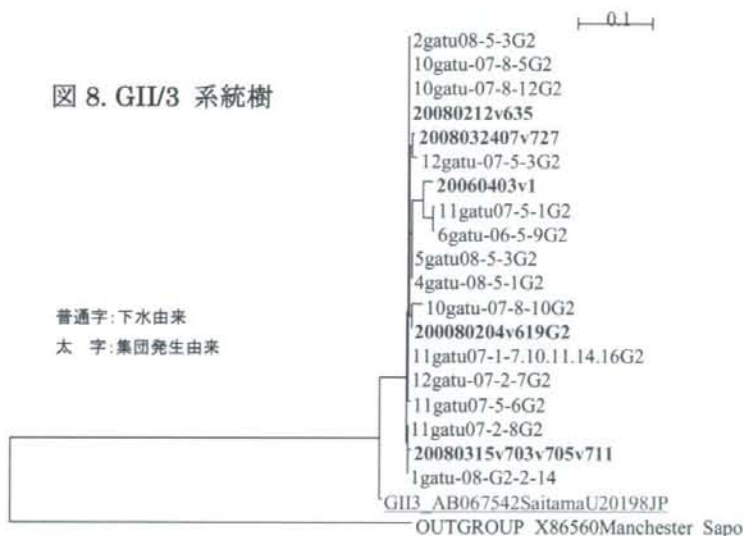 0.1
2gatu08-5-3G2
10gatu-07-8-5G2
図 8. GII/3 系統樹
10gatu-07-8-12G2
20080212v635
2008032407v727
12gatu-07-5-3G2
20060403v1
11gatu07-5-1G2
6gatu-06-5-9G2
5gatu08-5-3G2
4gatu-08-5-1G2
普通字:下水由来
太 字:集団発生由来
10gatu-07-8-10G2
200080204v619G2
11gatu07-1-7.10.11.14.16G2
12gatu-07-2-7G2
11gatu07-5-6G2
11gatu07-2-8G2
20080315v703v705v711
1gatu-08-G2-2-14
GII3_AB067542SaitamaU20198JP
OUTGROUP_X86560Manchester_Sapo